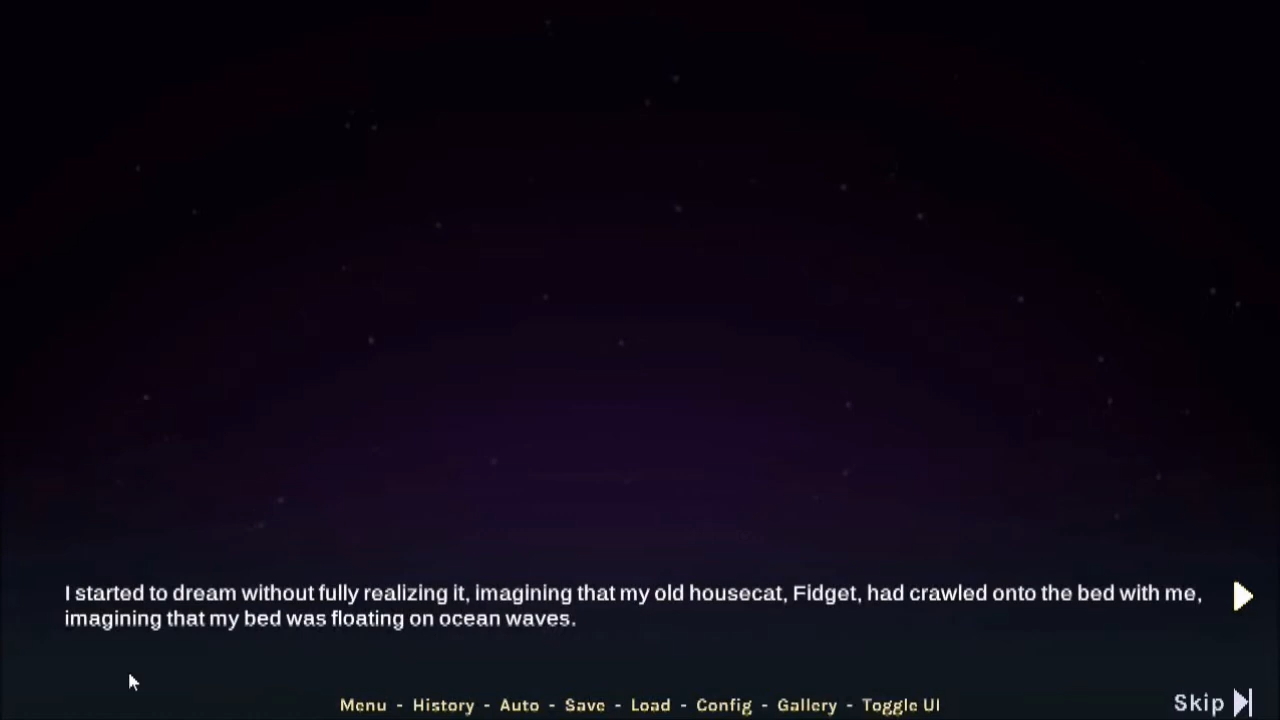 I started to dream without fully realizing it, imagining that my old housecat, Fidget, had crawled onto the bed with me,
imagining that my bed was floating on ocean waves.
Menu - History - Auto - Save - Load - Config - Gallery - Toggle UI
Skip